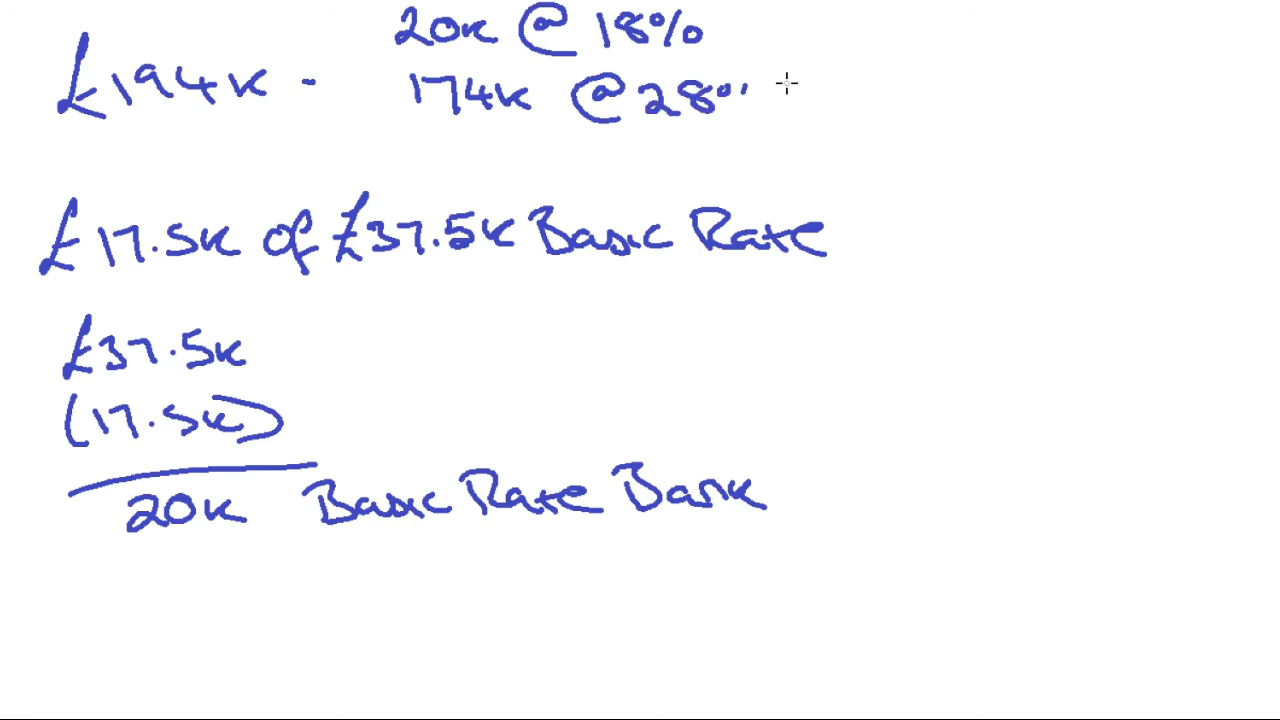 20k @ 18%
£194k -
174k @ 28%
£17.5k of £37.5k Basic Rate
£37.5k
(17.5k)
20k Basic Rate Bank